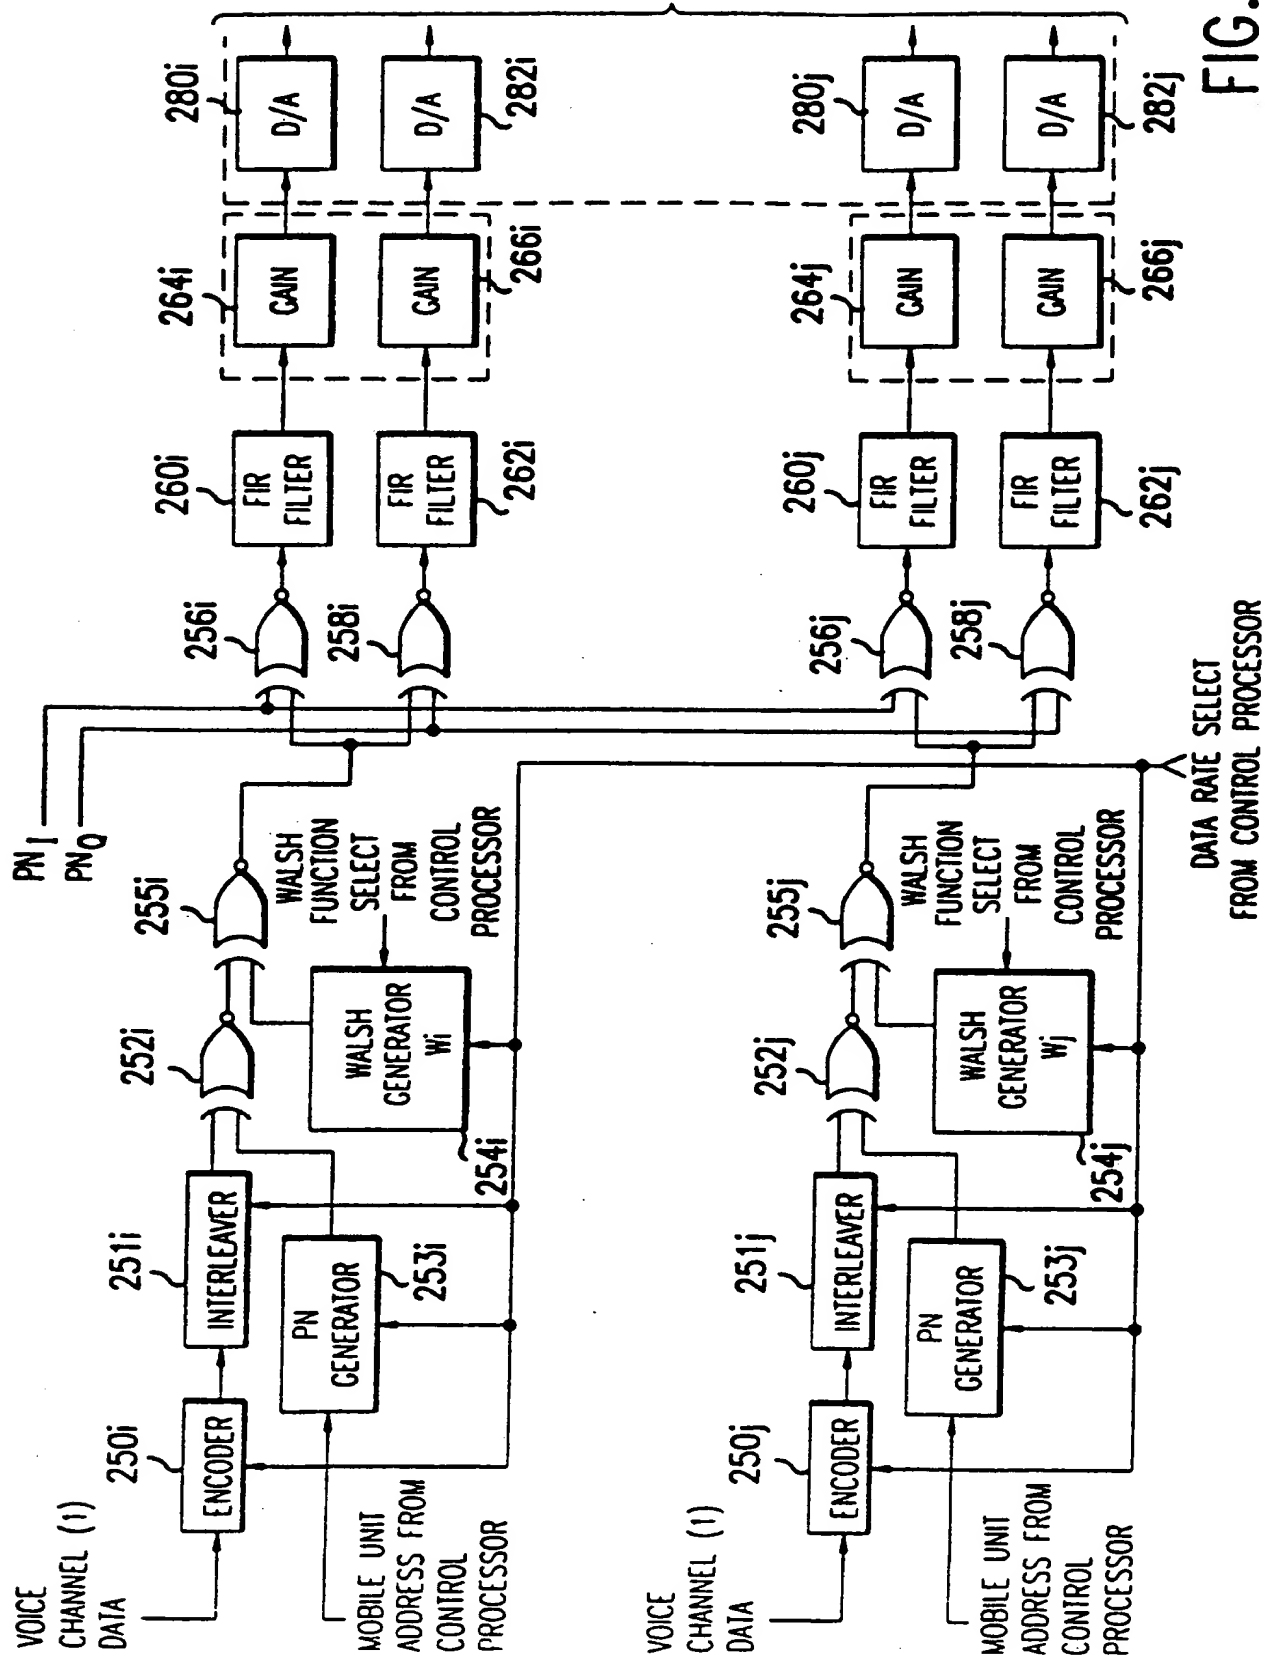 VOICE
CHANNEL (1)
DATA
250i
ENCODER
MOBILE UNIT
ADDRESS FROM
CONTROL
PROCESSOR
251i
INTERLEAVER
PN
GENERATOR
253i
252i
WALSH
GENERATOR
Wi
254i
255i
WALSH
FUNCTION
SELECT
FROM
CONTROL
PROCESSOR
PN I
PN Q
256i
258i
260i
FIR
FILTER
FIR
FILTER
262i
264i
GAIN
GAIN
266i
280i
D/A
D/A
282i
VOICE
CHANNEL (1)
DATA
250j
ENCODER
MOBILE UNIT
ADDRESS FROM
CONTROL
PROCESSOR
251j
INTERLEAVER
PN
GENERATOR
253j
252j
WALSH
GENERATOR
Wj
254j
255j
WALSH
FUNCTION
SELECT
FROM
CONTROL
PROCESSOR
256j
258j
260j
FIR
FILTER
FIR
FILTER
262j
264j
GAIN
GAIN
266j
280j
D/A
D/A
282j
DATA RATE SELECT
FROM CONTROL PROCESSOR
FIG.